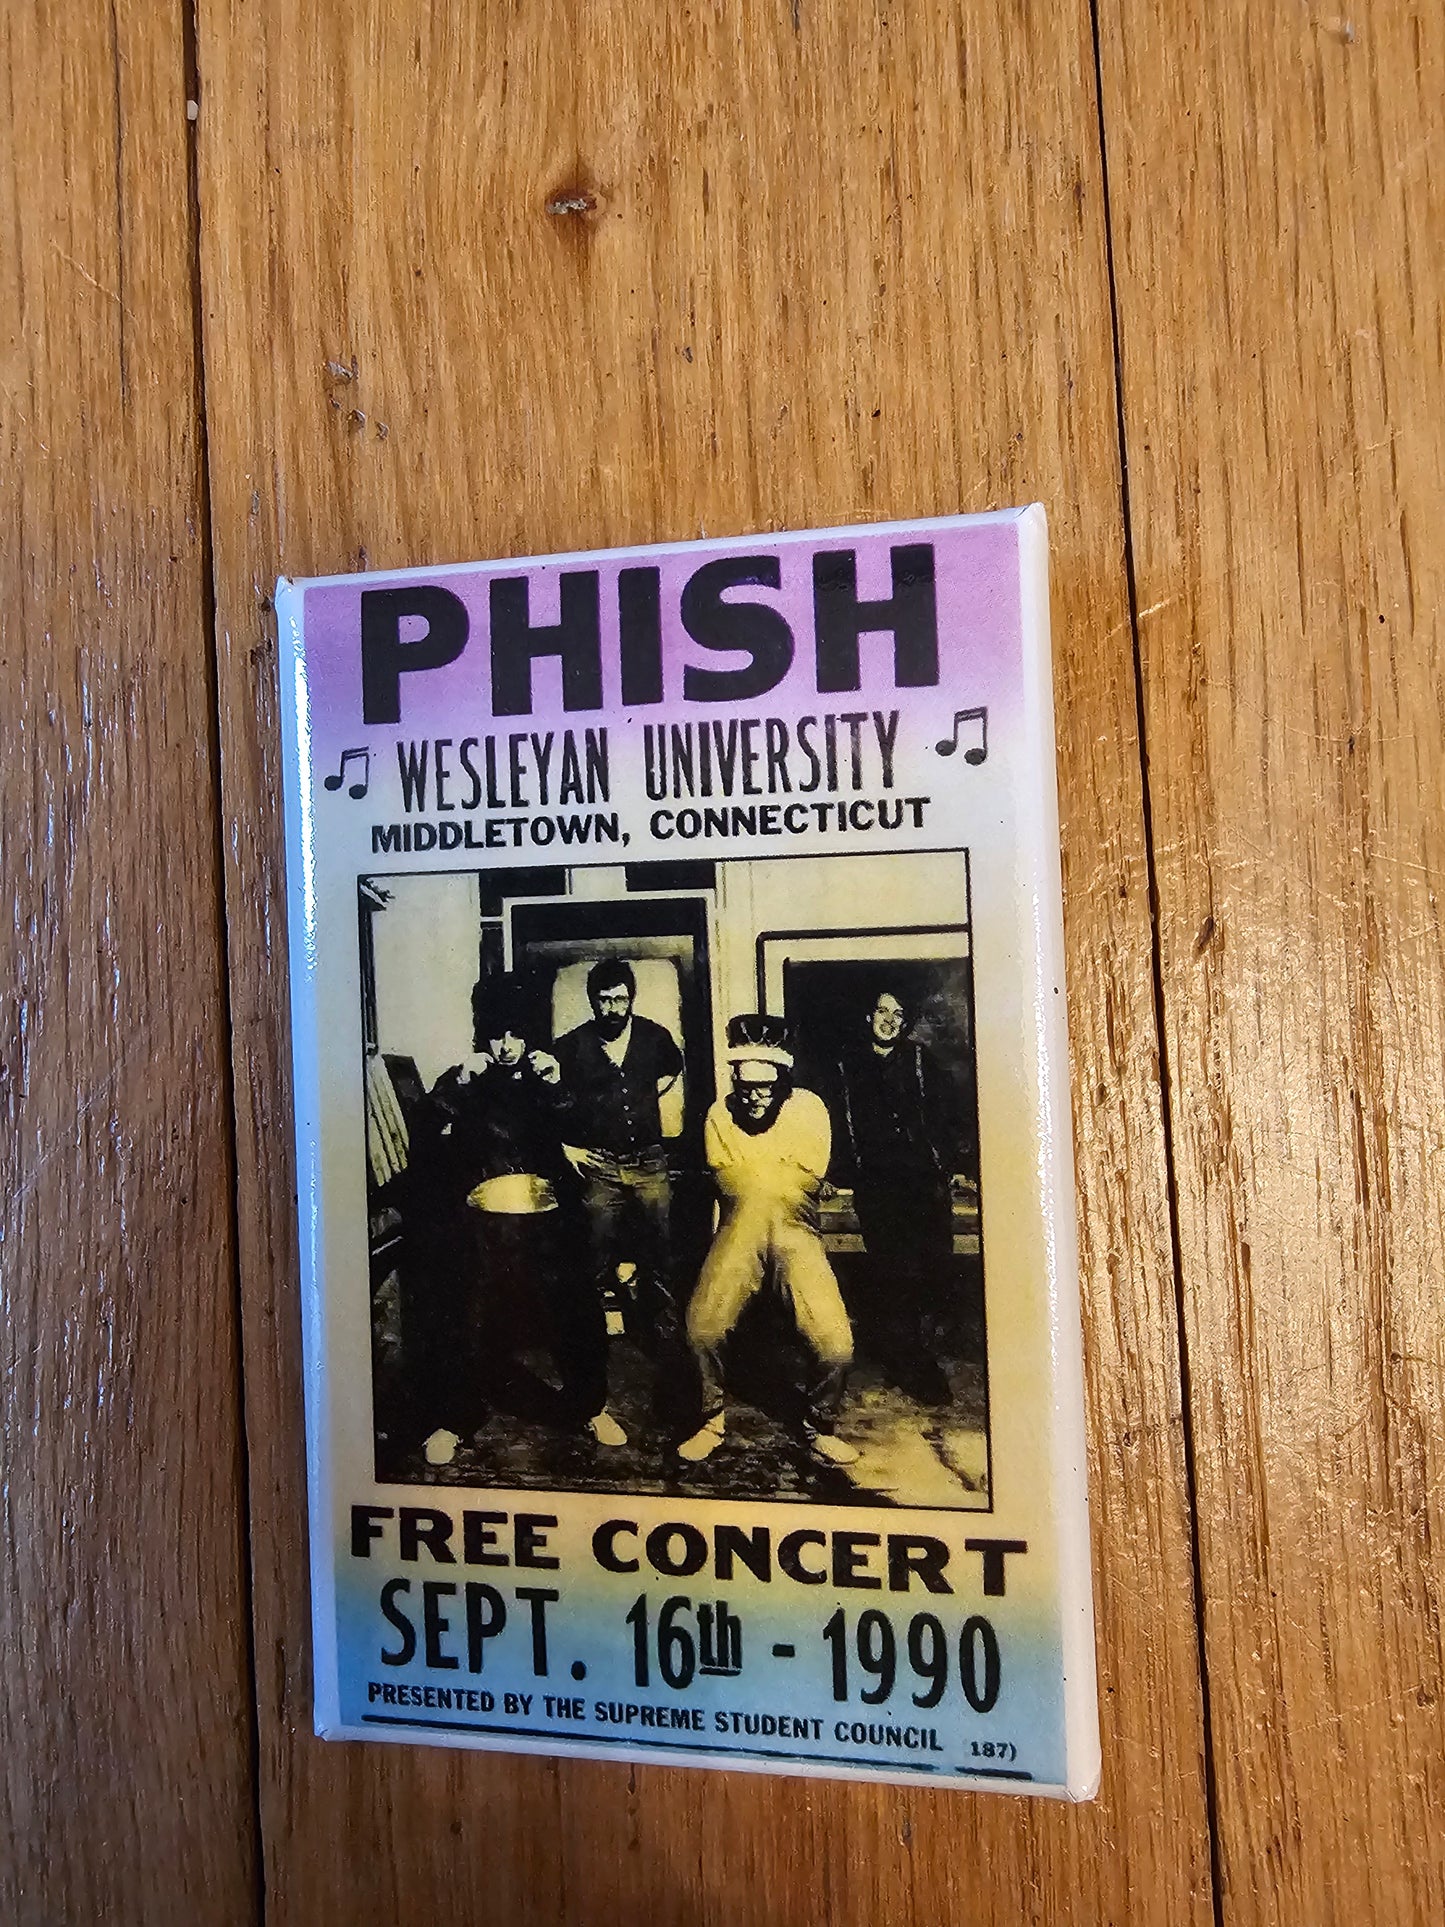 PHISH
WESLEYAN UNIVERSITY
MIDDLETOWN, CONNECTICUT
FREE CONCERT
SEPT. 16th - 1990
PRESENTED BY THE SUPREME STUDENT COUNCIL 187)